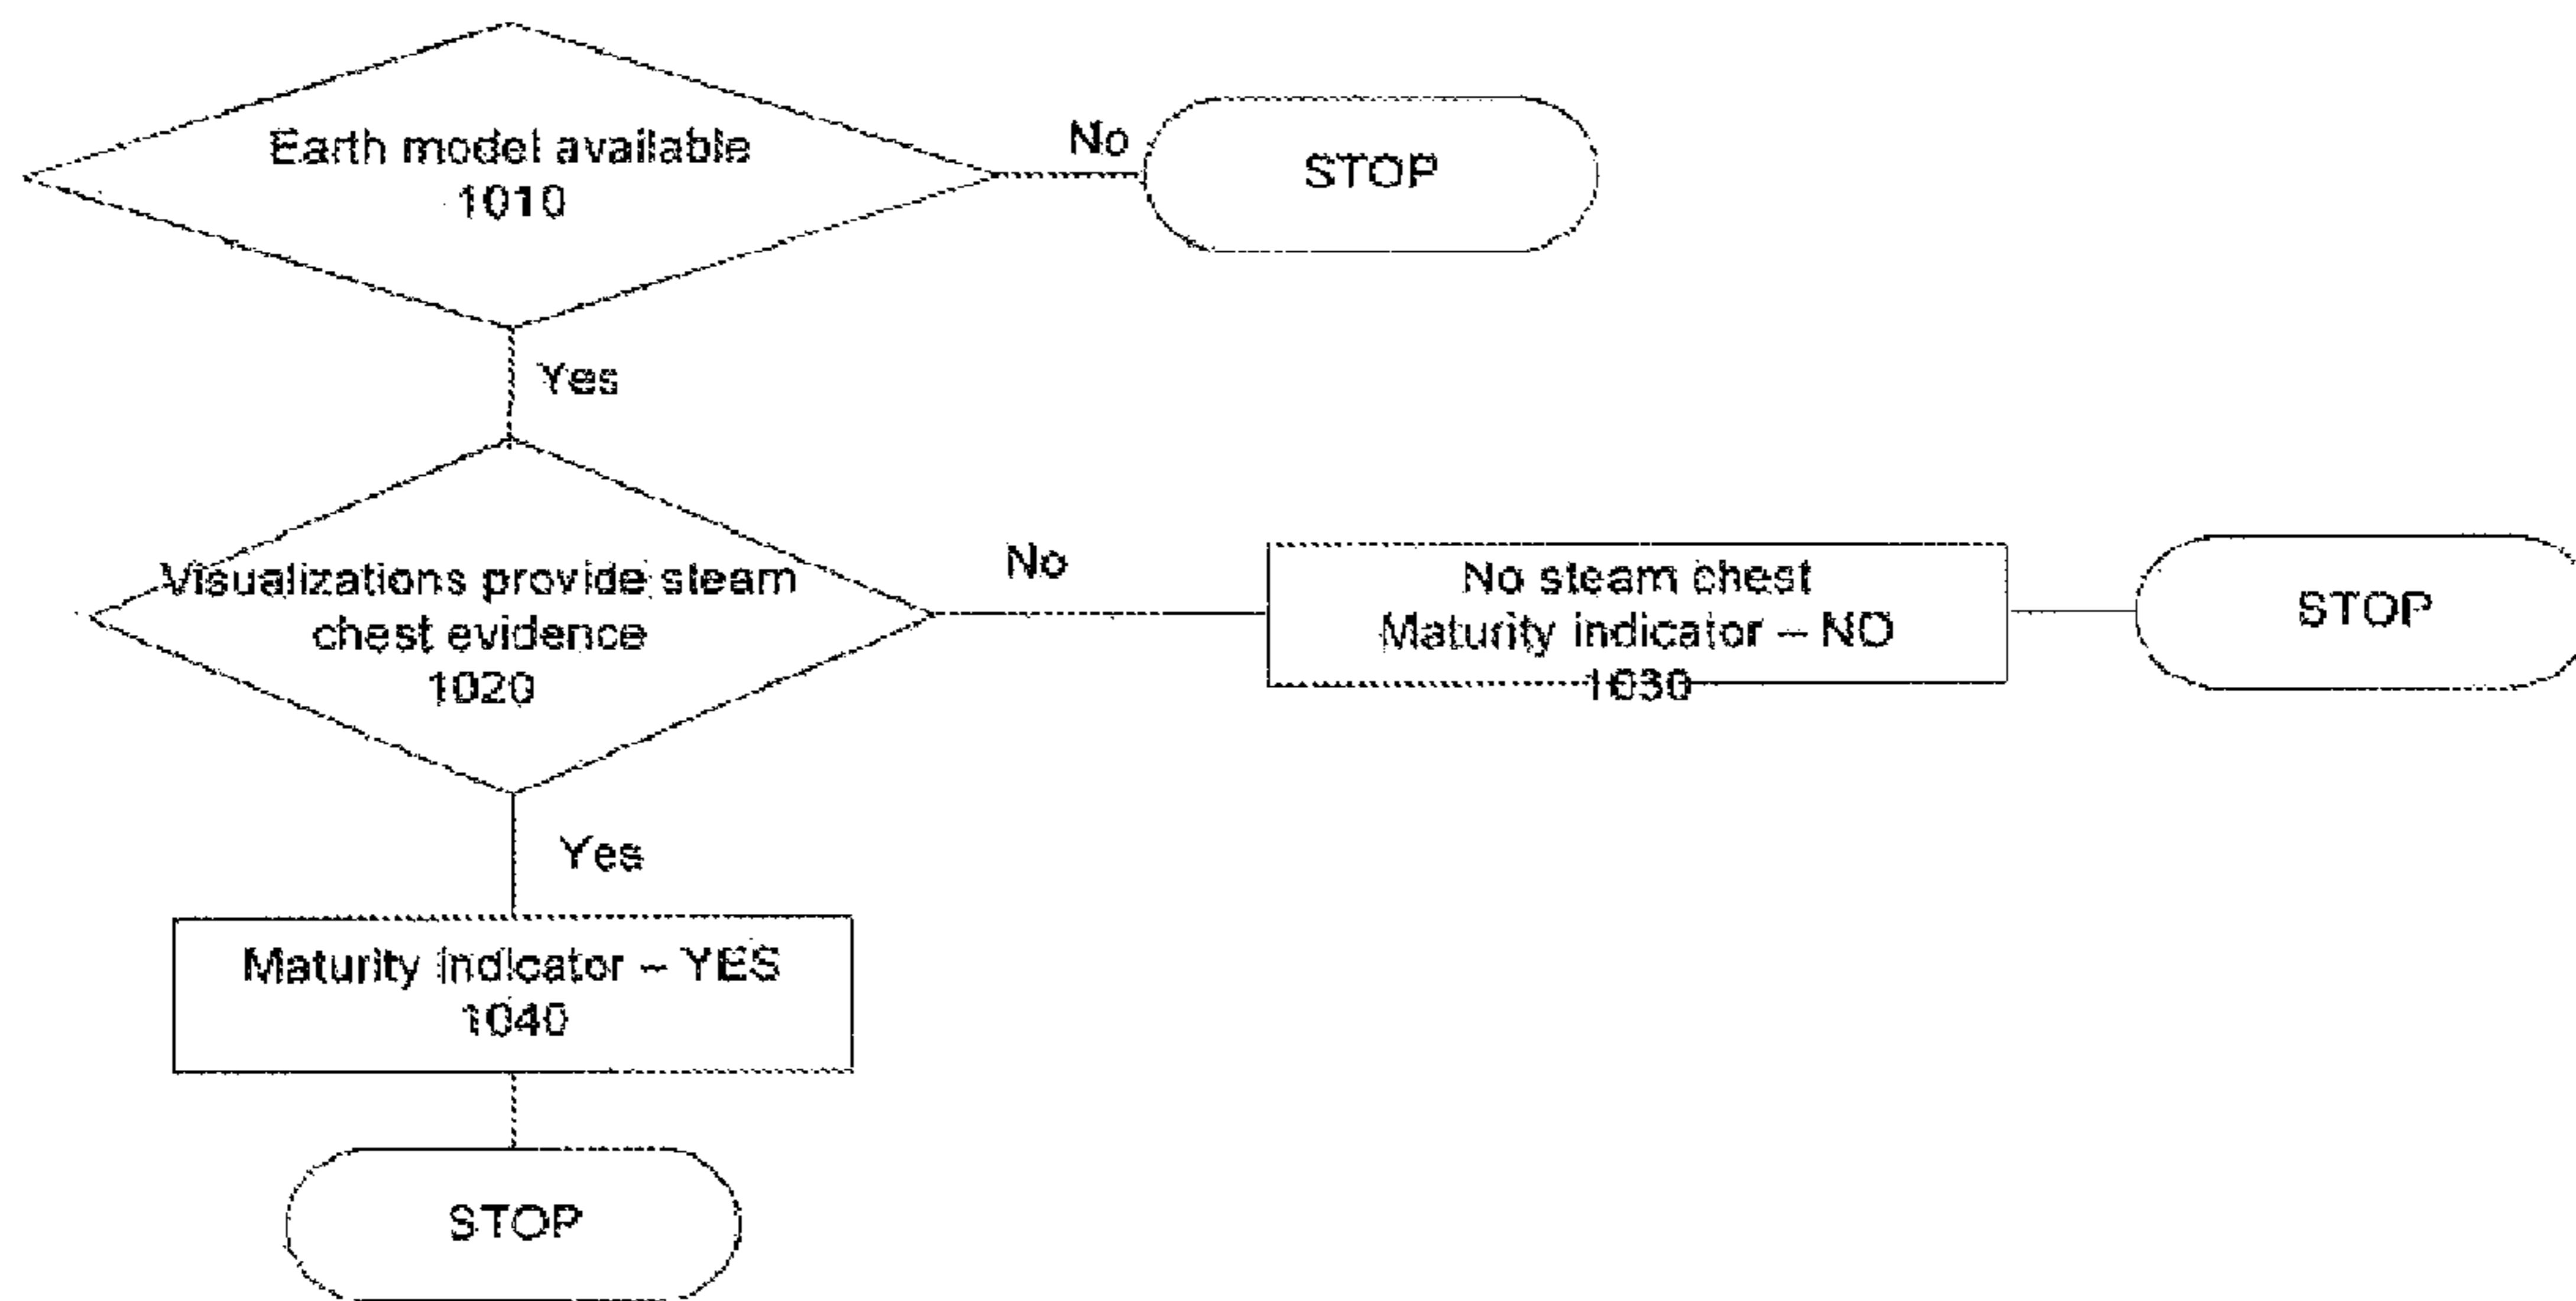 Earth model available
1010
No
STOP
Yes
Visualizations provide steam
chest evidence
1020
No
No steam chest
Maturity indicator – NO
1030
STOP
Yes
Maturity indicator – YES
1040
STOP